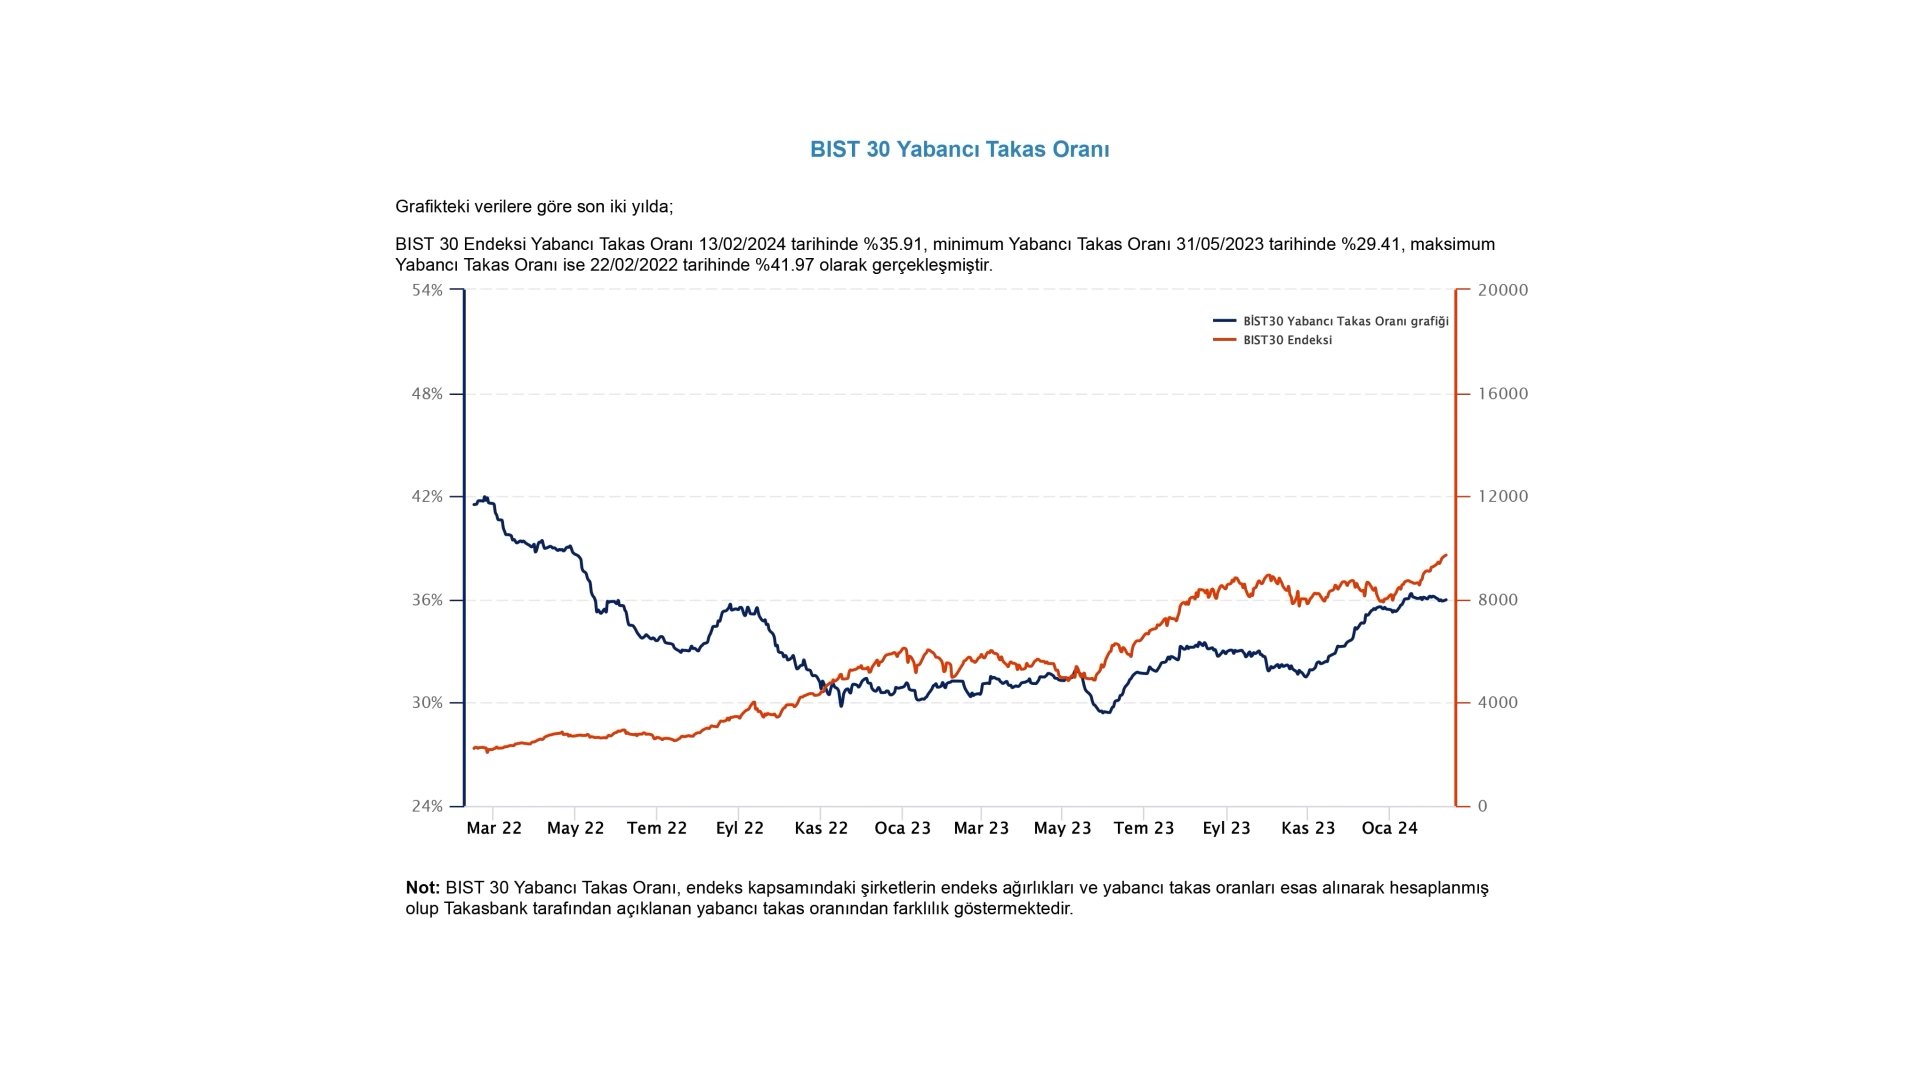 BIST 30 Yabancı Takas Oranı
Grafikteki verilere göre son iki yılda;
BIST 30 Endeksi Yabancı Takas Oranı 13/02/2024 tarihinde %35.91, minimum Yabancı Takas Oranı 31/05/2023 tarihinde %29.41, maksimum
Yabancı Takas Oranı ise 22/02/2022 tarihinde %41.97 olarak gerçekleşmiştir.
54%
48%
42%
36%
30%
24%
BİST30 Yabancı Takas Oranı grafiği
BIST30 Endeksi
20000
16000
12000
8000
4000
0
Mar 22 May 22 Tem 22 Eyl 22 Kas 22 Oca 23 Mar 23 May 23 Tem 23 Eyl 23 Kas 23 Oca 24
Not: BIST 30 Yabancı Takas Oranı, endeks kapsamındaki şirketlerin endeks ağırlıkları ve yabancı takas oranları esas alınarak hesaplanmış
olup Takasbank tarafından açıklanan yabancı takas oranından farklılık göstermektedir.